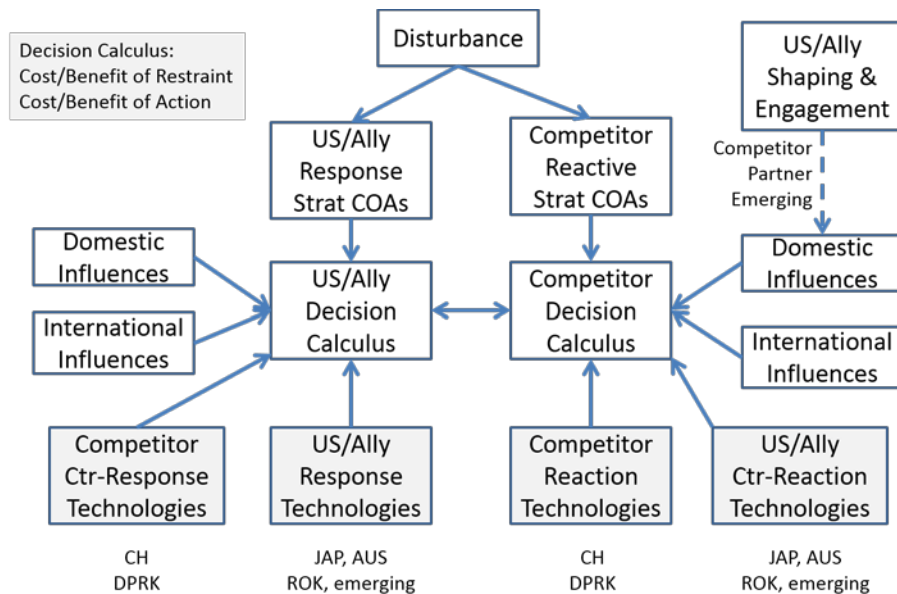 Decision Calculus:
Cost/Benefit of Restraint
Cost/Benefit of Action
Disturbance
US/Ally
Shaping &
Engagement
US/Ally
Response
Strat COAs
Competitor
Reactive
Strat COAs
Competitor
Partner
Emerging
Domestic
Influences
US/Ally
Decision
Calculus
Competitor
Decision
Calculus
Domestic
Influences
International
Influences
International
Influences
Competitor
Ctr-Response
Technologies
US/Ally
Response
Technologies
Competitor
Reaction
Technologies
US/Ally
Ctr-Reaction
Technologies
CH
DPRK
JAP, AUS
ROK, emerging
CH
DPRK
JAP, AUS
ROK, emerging